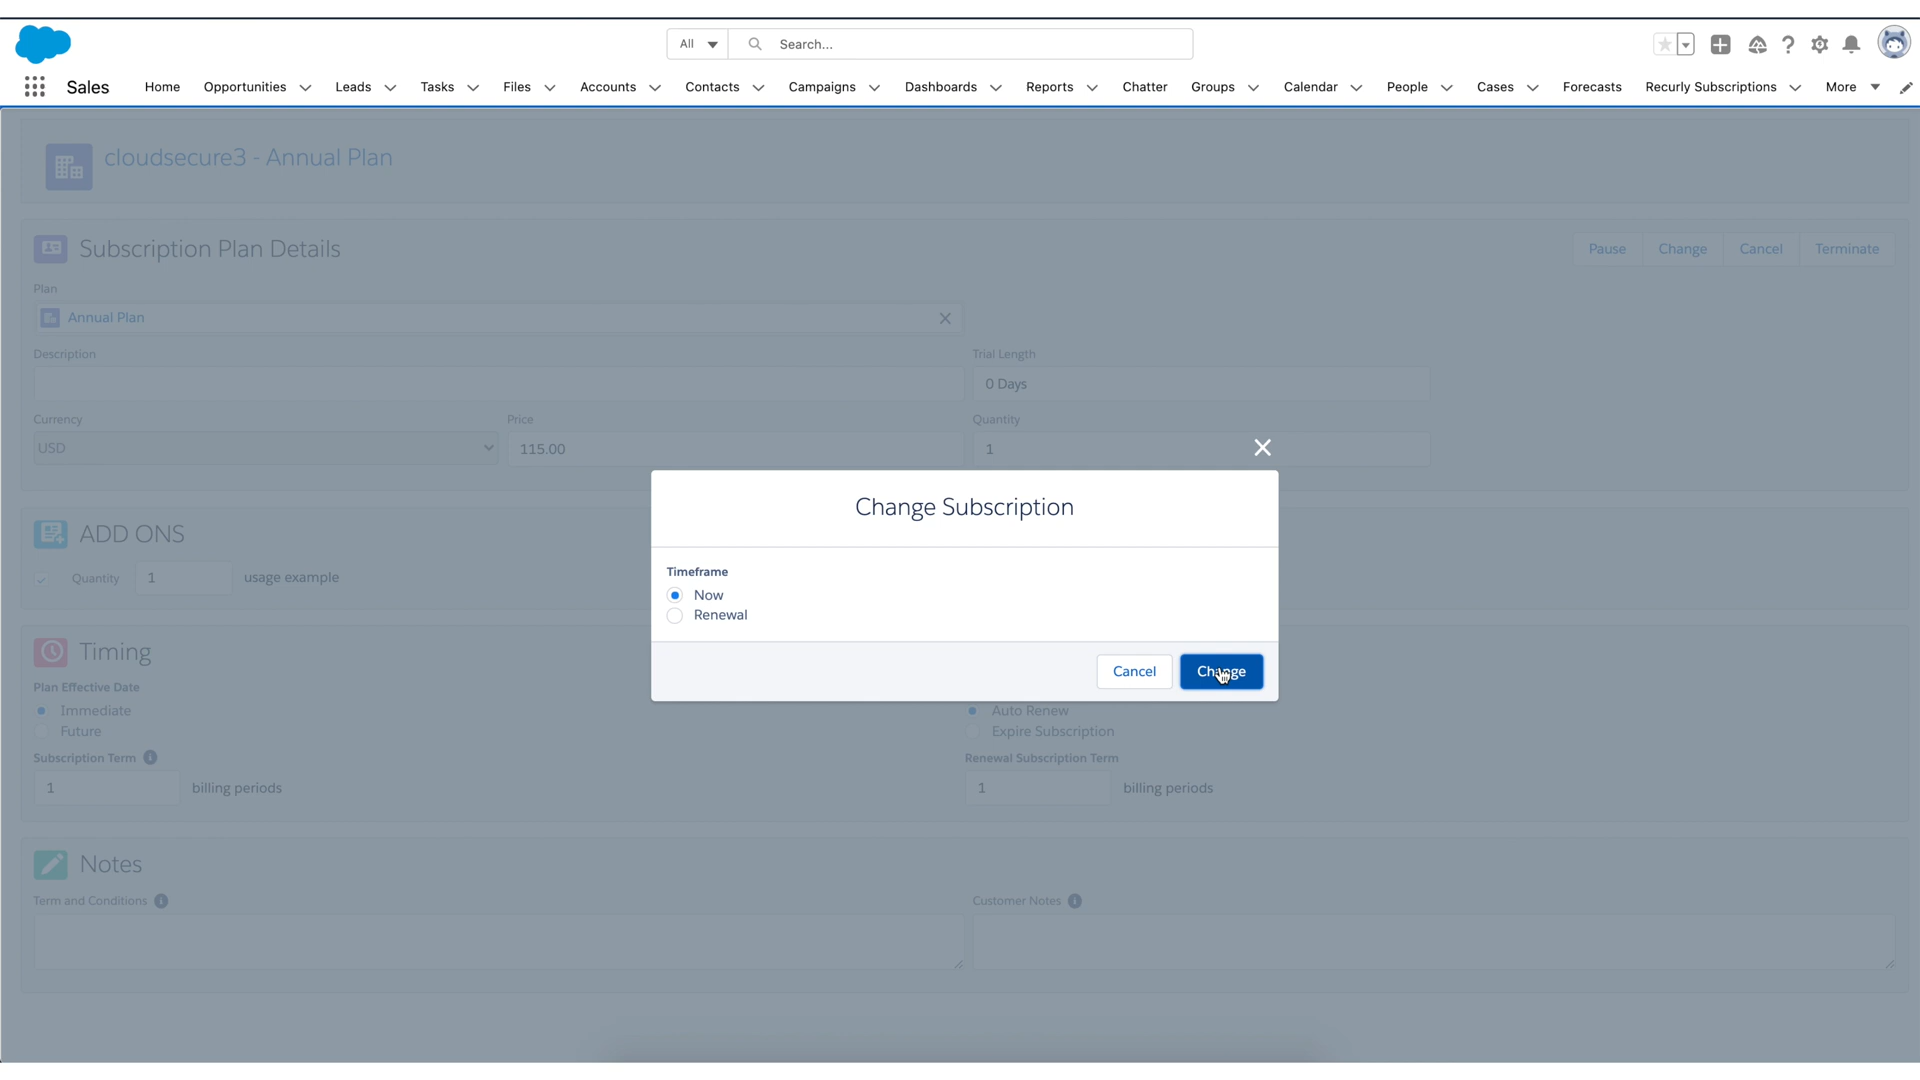 All Search...
Sales Home Opportunities Leads Tasks Files Accounts Contacts Campaigns Dashboards Reports Chatter Groups Calendar People Cases Forecasts Recurly Subscriptions More
cloudsecure3 - Annual Plan
Subscription Plan Details Pause Change Cancel Terminate
Plan
Annual Plan
Description Trial Length
0 Days
Currency Price Quantity
USD 115.00 1
Change Subscription
ADD ONS
Timeframe
Quantity 1 usage example
Now
Renewal
Timing
Cancel Change
Plan Effective Date
Immediate Auto Renew
Future Expire Subscription
Subscription Term Renewal Subscription Term
1 billing periods 1 billing periods
Notes
Term and Conditions Customer Notes